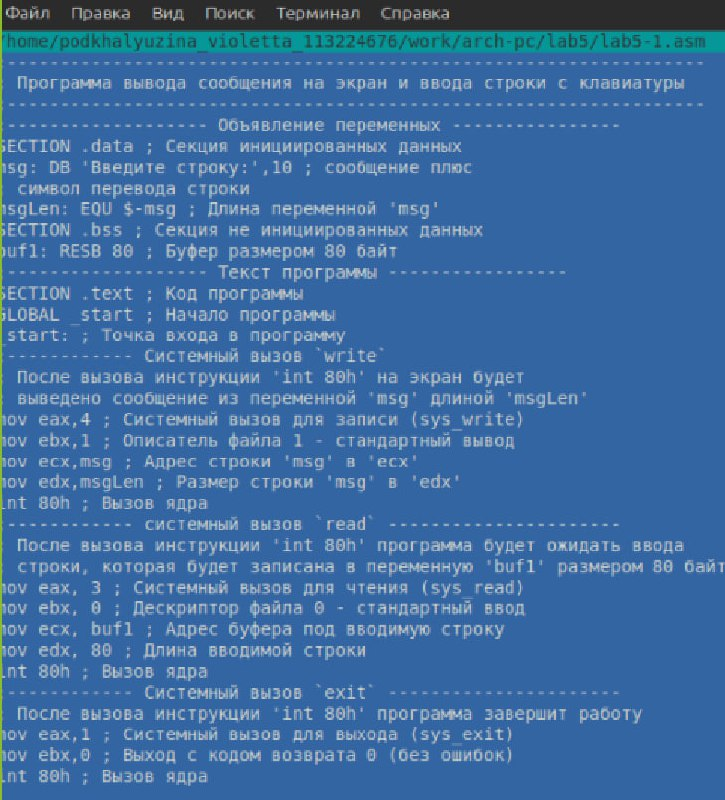 Файл Правка Вид Поиск Терминал Справка
/home/podkhalyuzina_violetta_113224676/work/arch-pc/lab5/lab5-1.asm
;-------------------------------------------------------------------
Программа вывода сообщения на экран и ввода строки с клавиатуры
;-------------------------------------------------------------------
------------------- Объявление переменных ----------------
SECTION .data ; Секция инициированных данных
msg: DB 'Введите строку:',10 ; сообщение плюс
символ перевода строки
msgLen: EQU $-msg ; Длина переменной 'msg'
SECTION .bss ; Секция не инициированных данных
buf1: RESB 80 ; Буфер размером 80 байт
------------------- Текст программы -----------------
SECTION .text ; Код программы
GLOBAL _start ; Начало программы
_start: ; Точка входа в программу
;------------ Системный вызов `write`
После вызова инструкции 'int 80h' на экран будет
выведено сообщение из переменной 'msg' длиной 'msgLen'
mov eax,4 ; Системный вызов для записи (sys_write)
mov ebx,1 ; Описатель файла 1 - стандартный вывод
mov ecx,msg ; Адрес строки 'msg' в 'ecx'
mov edx,msgLen ; Размер строки 'msg' в 'edx'
int 80h ; Вызов ядра
;------------ системный вызов `read` ----------------------
После вызова инструкции 'int 80h' программа будет ожидать ввода
строки, которая будет записана в переменную 'buf1' размером 80 байт
mov eax, 3 ; Системный вызов для чтения (sys_read)
mov ebx, 0 ; Дескриптор файла 0 - стандартный ввод
mov ecx, buf1 ; Адрес буфера под вводимую строку
mov edx, 80 ; Длина вводимой строки
int 80h ; Вызов ядра
;------------ Системный вызов `exit` ----------------------
После вызова инструкции 'int 80h' программа завершит работу
mov eax,1 ; Системный вызов для выхода (sys_exit)
mov ebx,0 ; Выход с кодом возврата 0 (без ошибок)
int 80h ; Вызов ядра